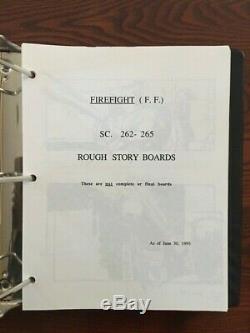 FIREFIGHT (F.F.)
SC. 262-265
ROUGH STORY BOARDS
These are not complete or final boards
As of June 30, 1995